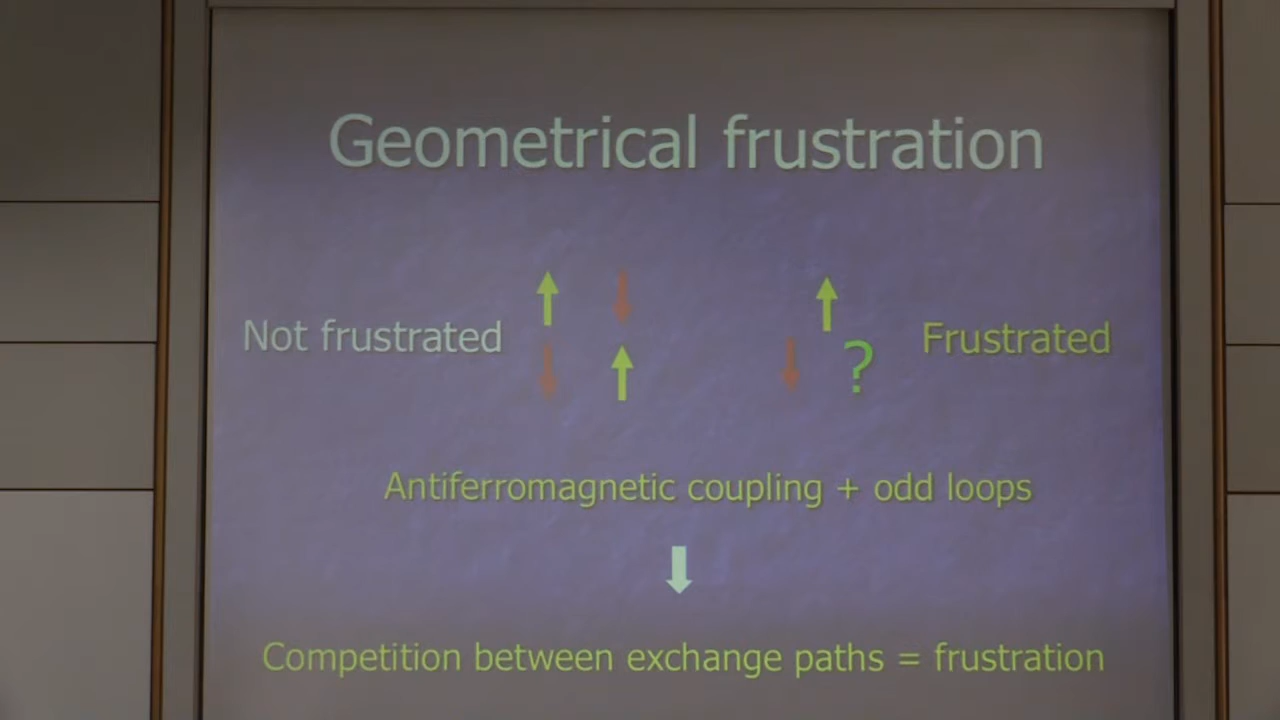 Geometrical frustration
Not frustrated
?
Frustrated
Antiferromagnetic coupling + odd loops
Competition between exchange paths = frustration